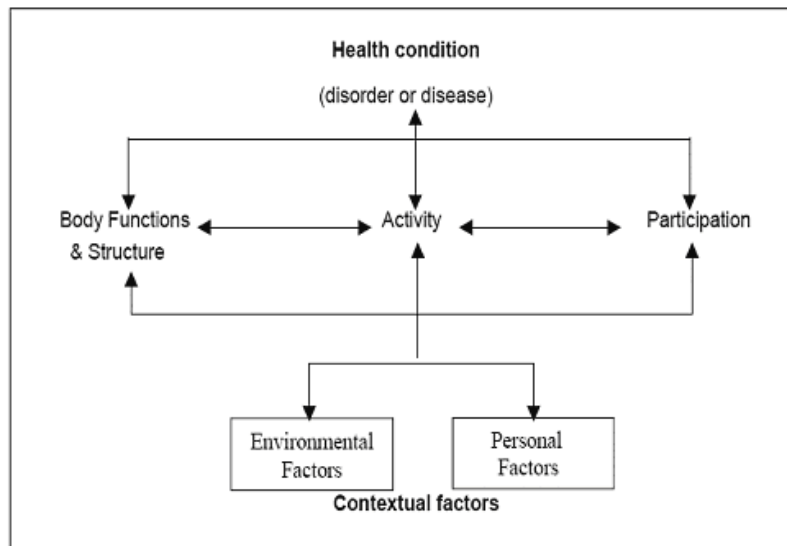 Health condition
(disorder or disease)
Body Functions
& Structure
Activity
Participation
Environmental
Factors
Personal
Factors
Contextual factors